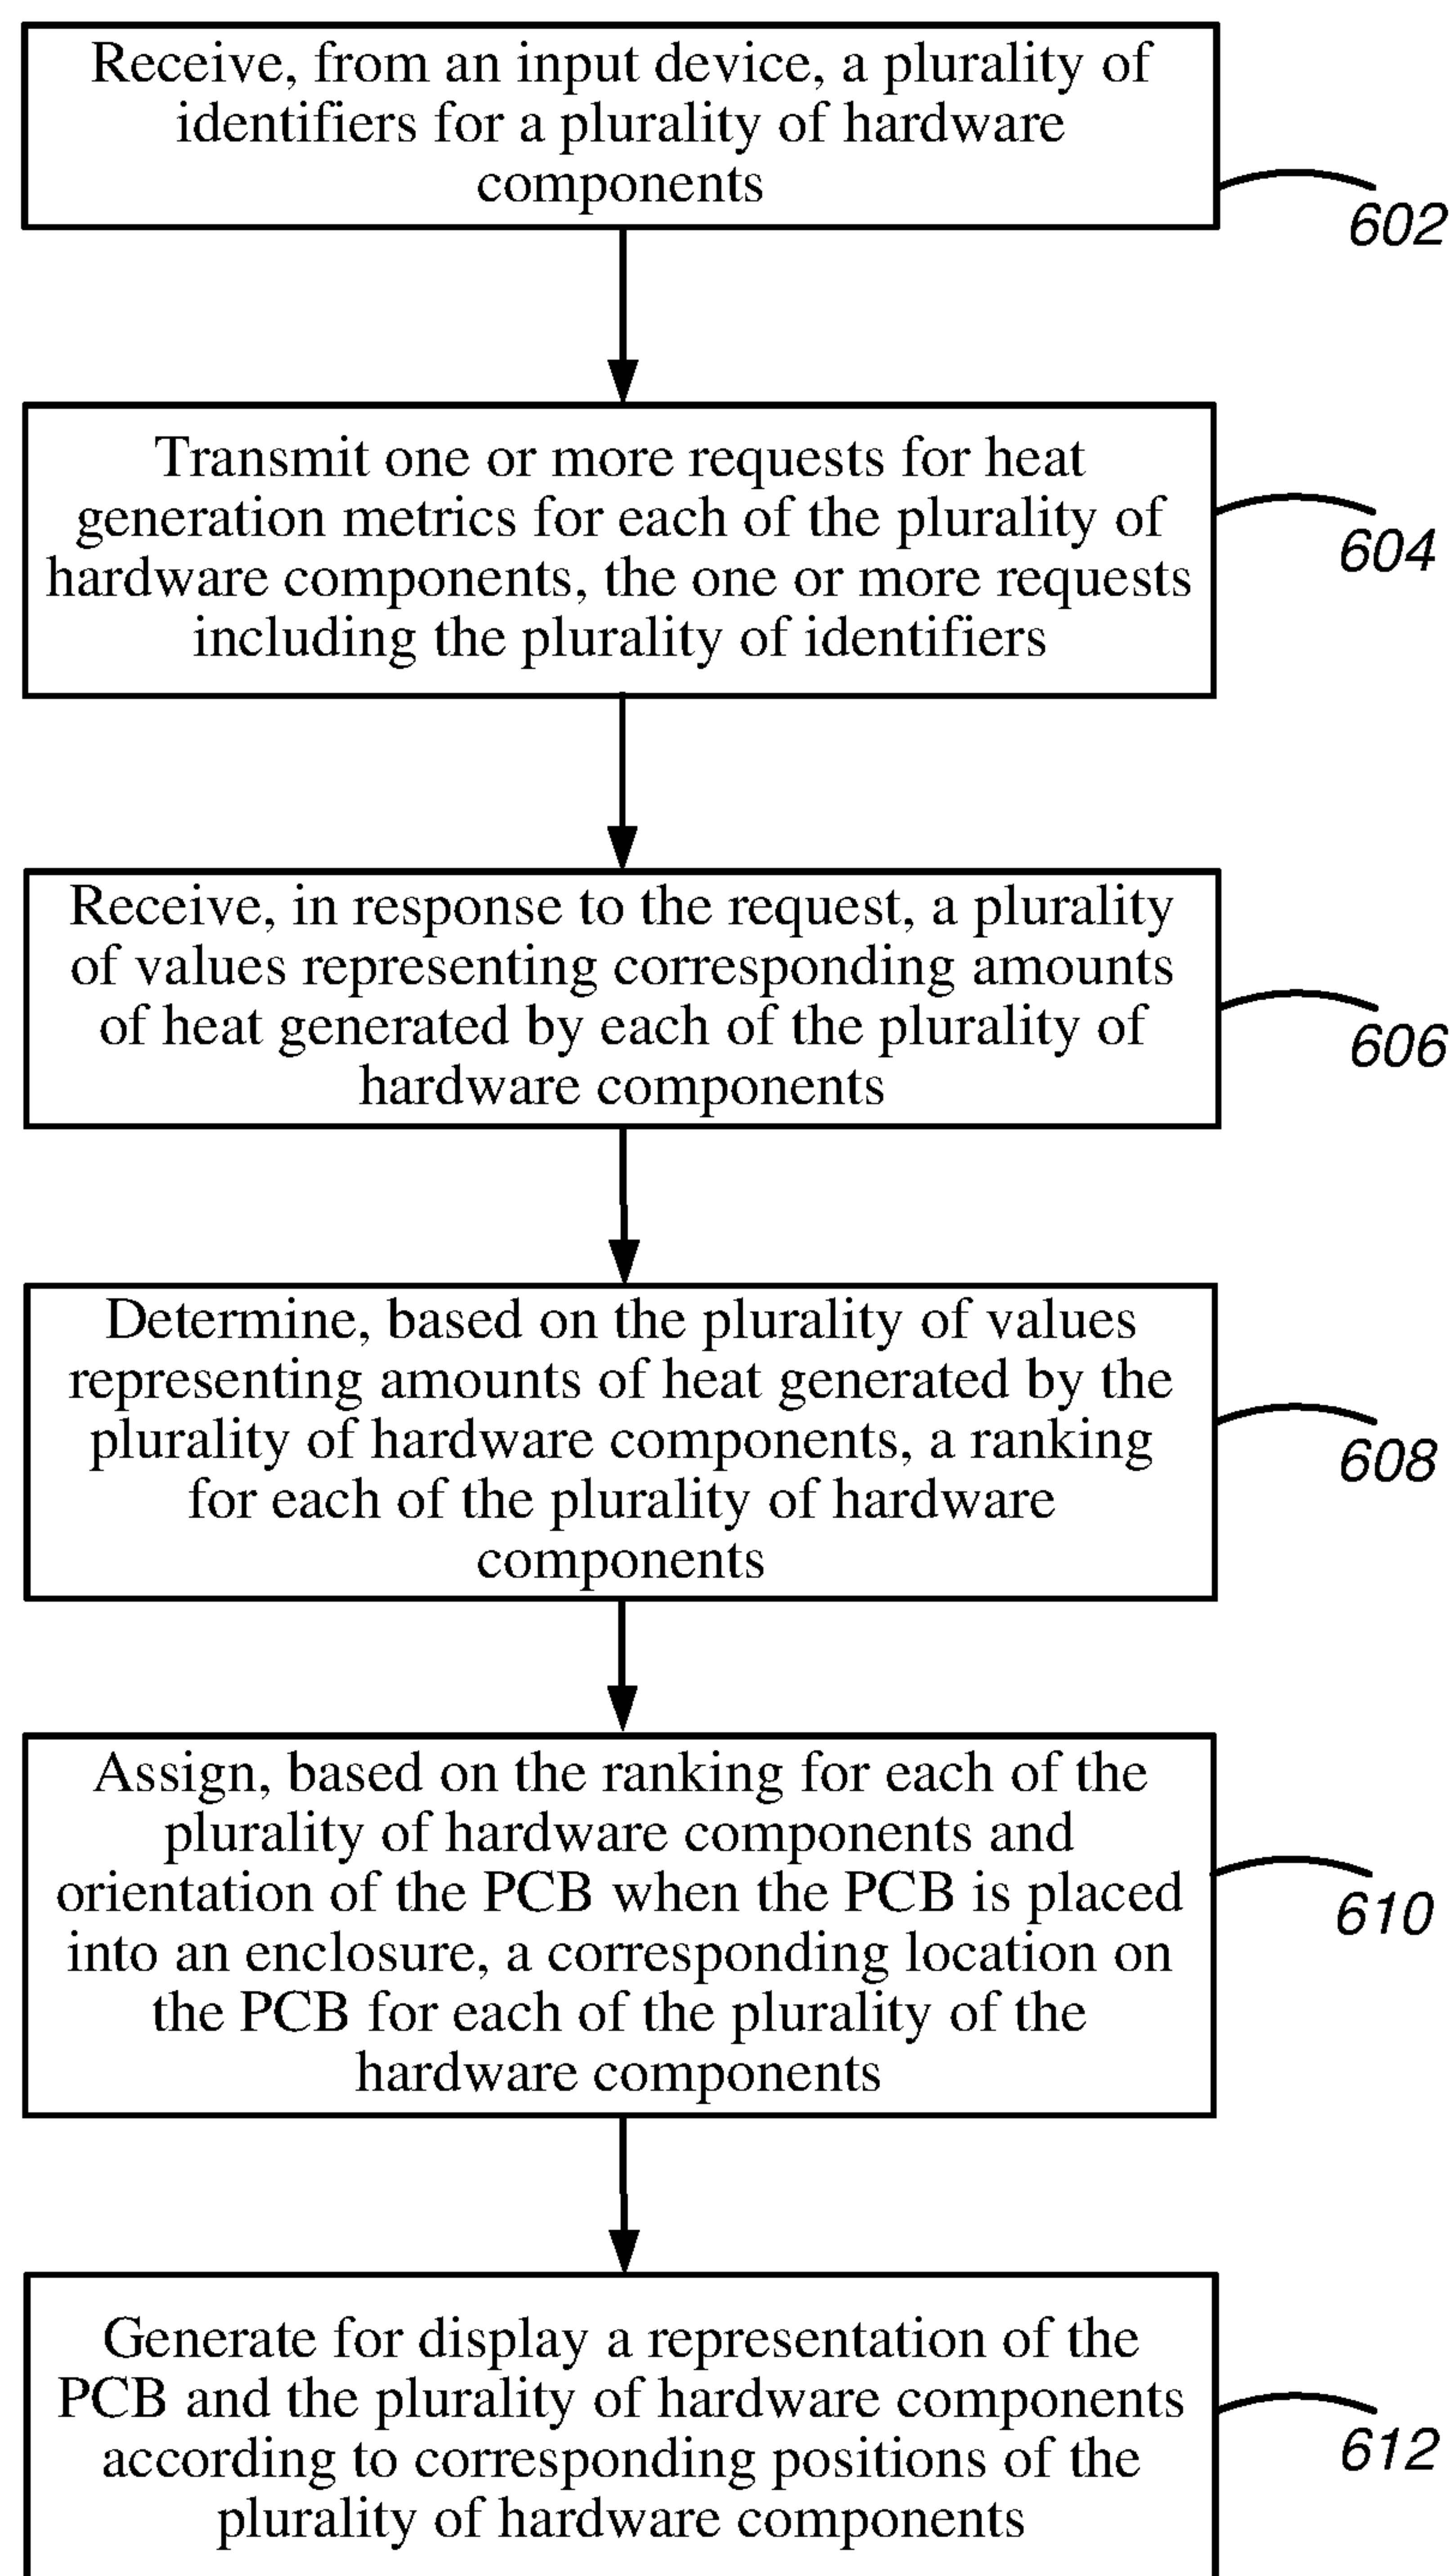 Receive, from an input device, a plurality of
identifiers for a plurality of hardware
components
602
Transmit one or more requests for heat
generation metrics for each of the plurality of
hardware components, the one or more requests
including the plurality of identifiers
604
Receive, in response to the request, a plurality
of values representing corresponding amounts
of heat generated by each of the plurality of
hardware components
606
Determine, based on the plurality of values
representing amounts of heat generated by the
plurality of hardware components, a ranking
for each of the plurality of hardware
components
608
Assign, based on the ranking for each of the
plurality of hardware components and
orientation of the PCB when the PCB is placed
into an enclosure, a corresponding location on
the PCB for each of the plurality of the
hardware components
610
Generate for display a representation of the
PCB and the plurality of hardware components
according to corresponding positions of the
plurality of hardware components
612